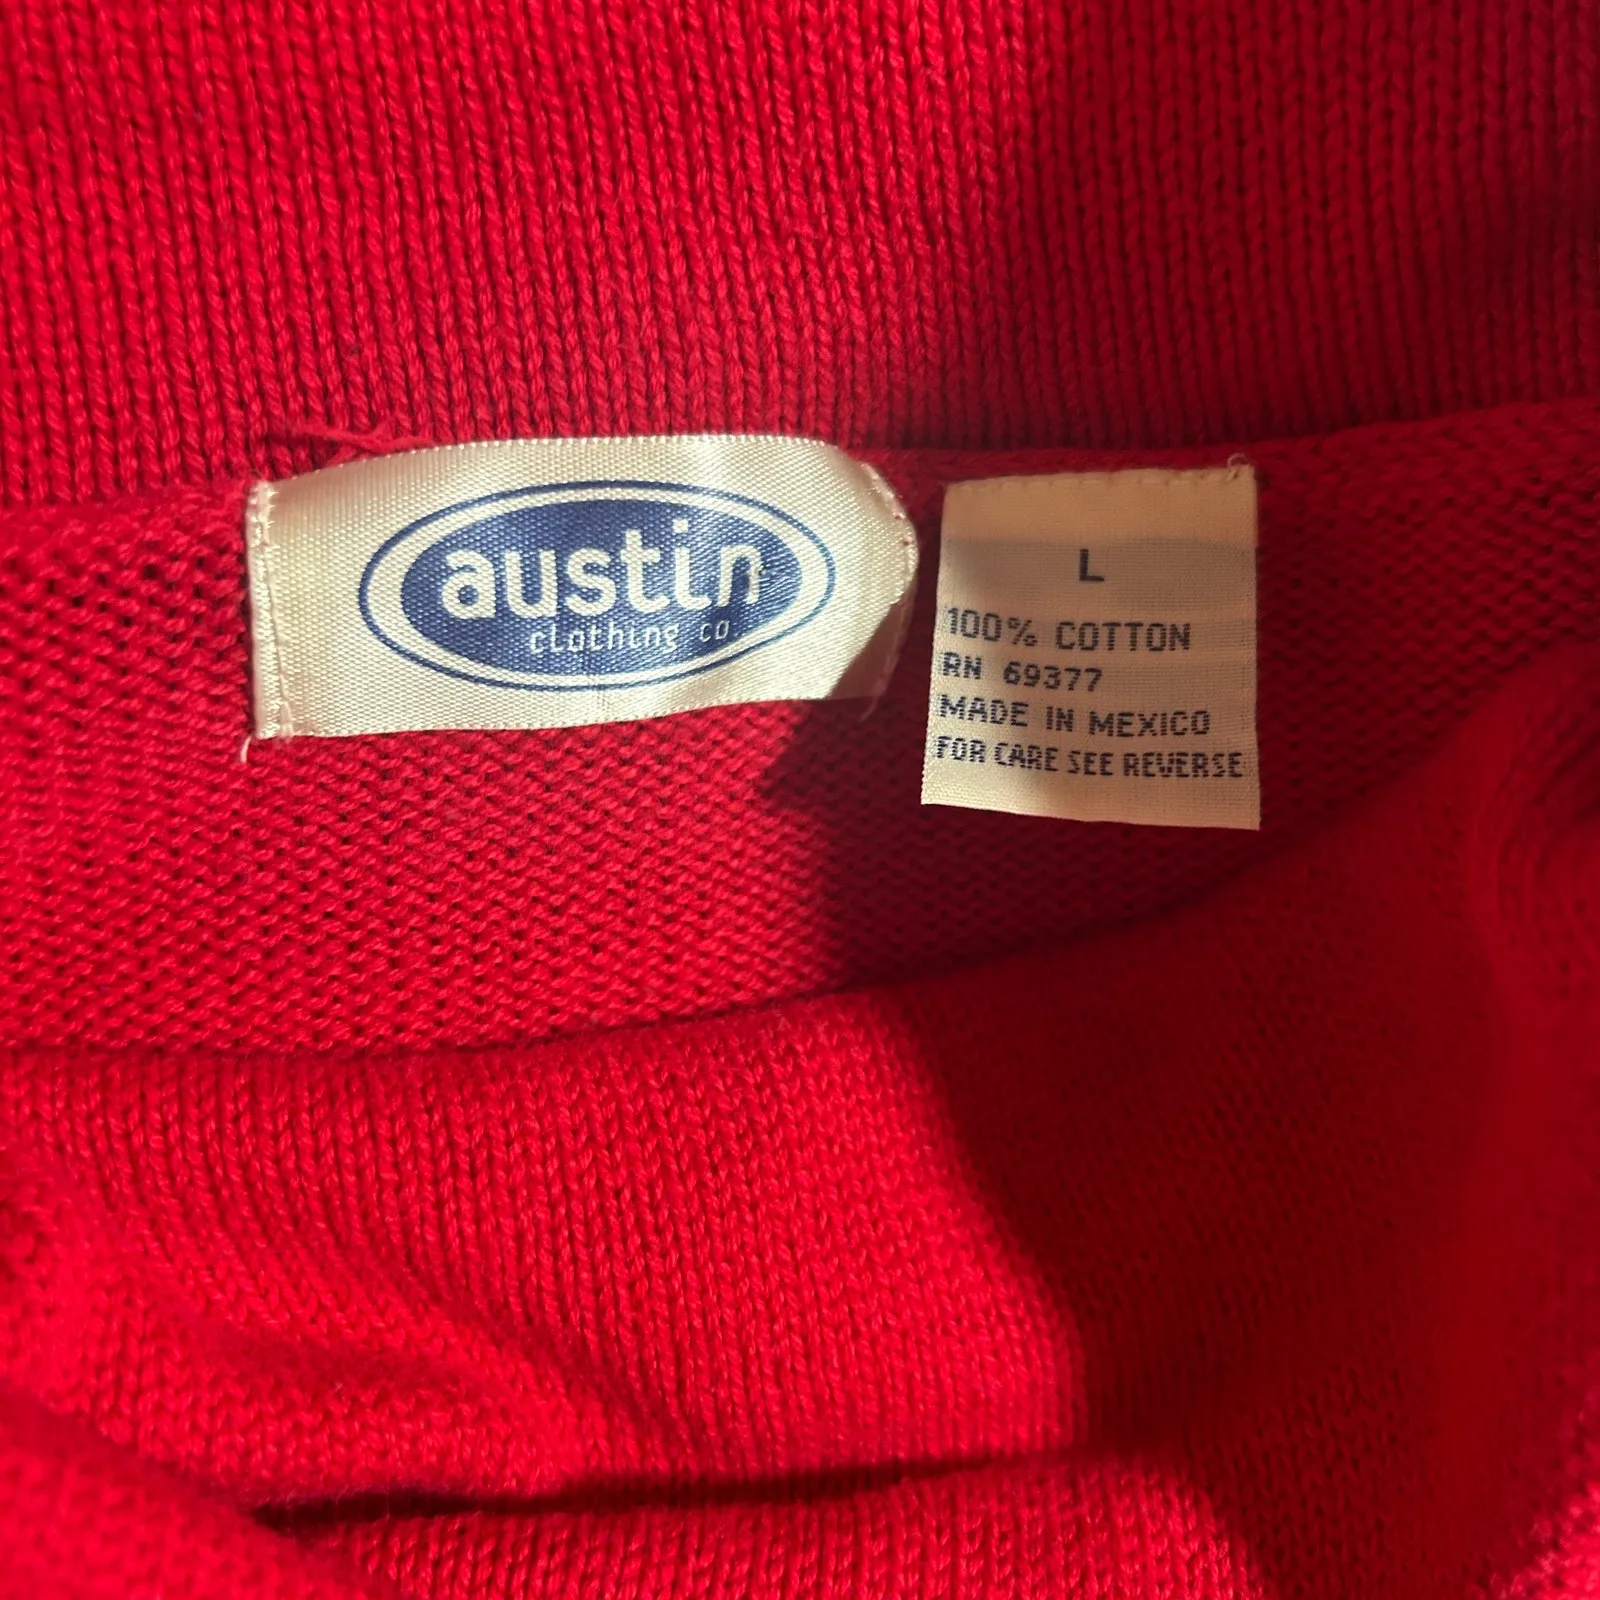 austin
clothing co
L
100% COTTON
RN 69377
MADE IN MEXICO
FOR CARE SEE REVERSE